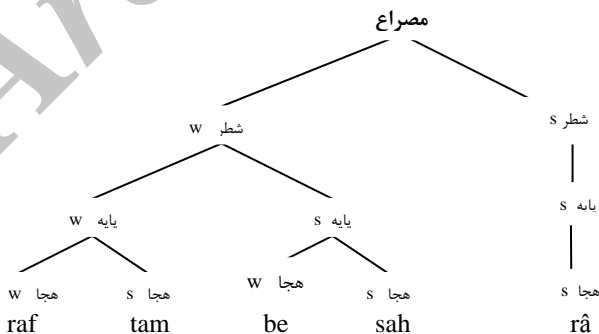 مصراع
شطر w شطر s
پایه w پایه s پایه s
هجا w هجا s هجا w هجا s هجا s
raf tam be sah râ